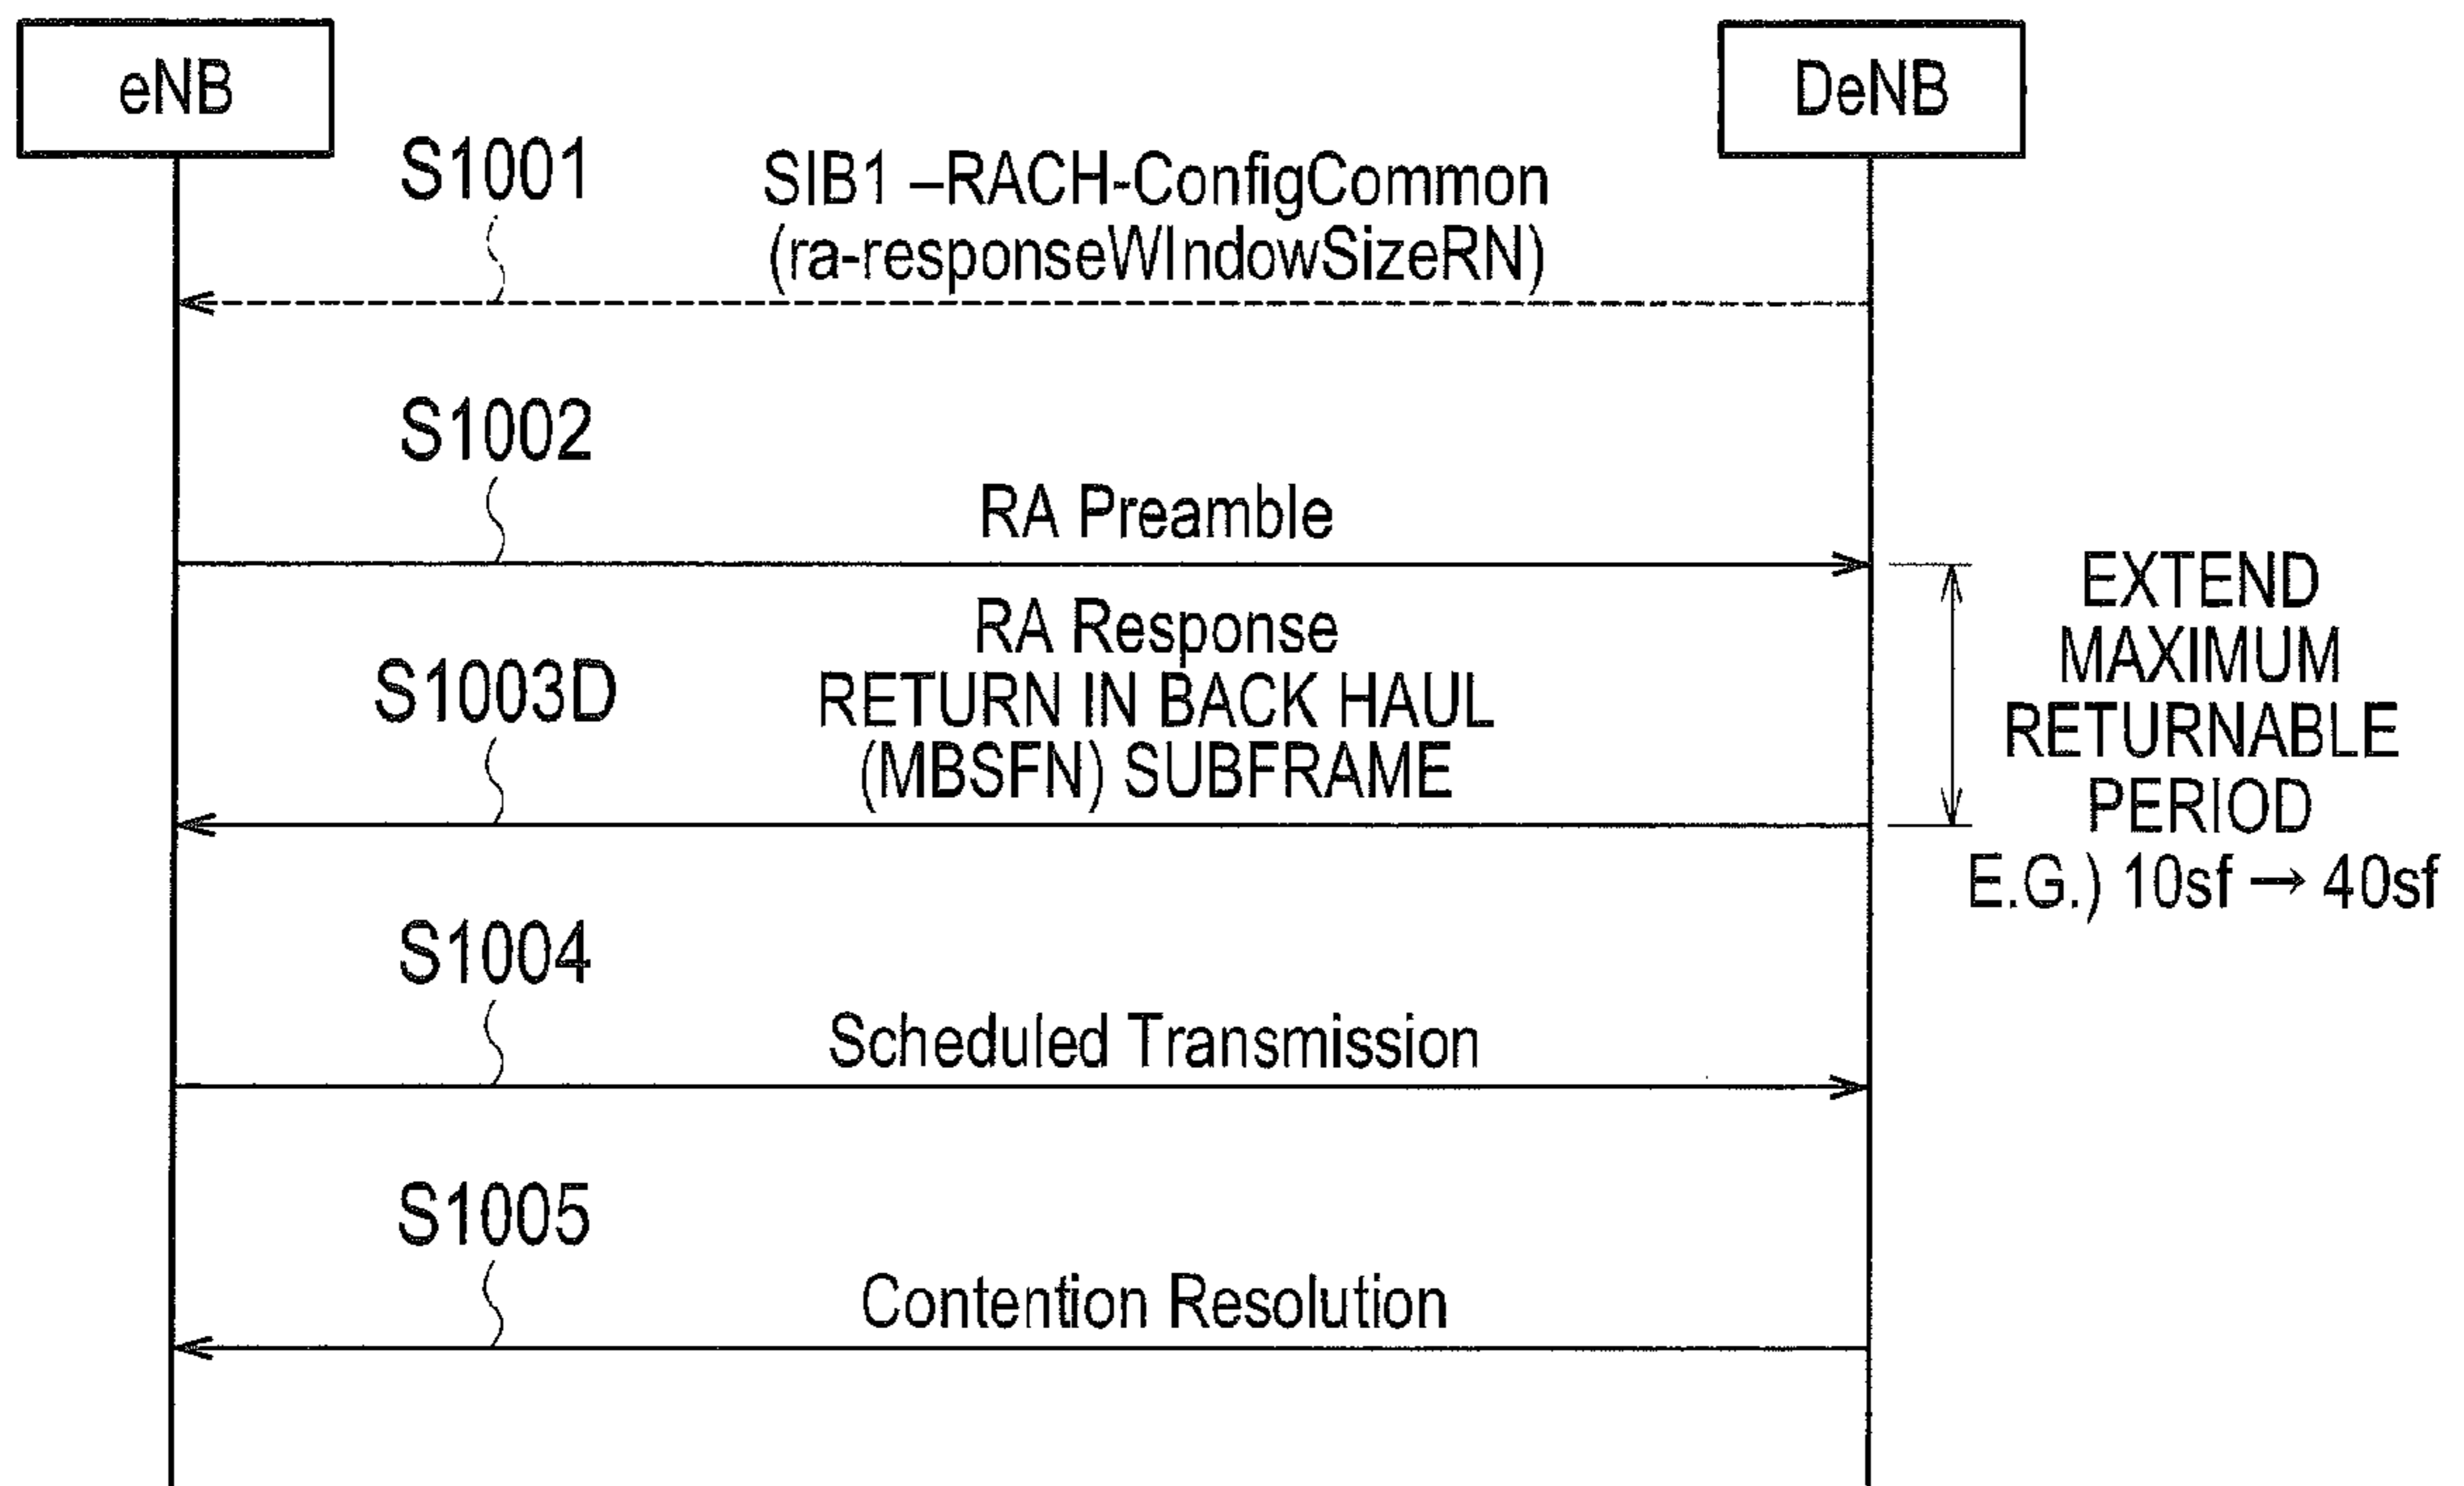 eNB
DeNB
S1001
SIB1 –RACH-ConfigCommon
(ra-responseWIndowSizeRN)
S1002
RA Preamble
RA Response
S1003D
RETURN IN BACK HAUL
(MBSFN) SUBFRAME
EXTEND
MAXIMUM
RETURNABLE
PERIOD
E.G.) 10sf → 40sf
S1004
Scheduled Transmission
S1005
Contention Resolution